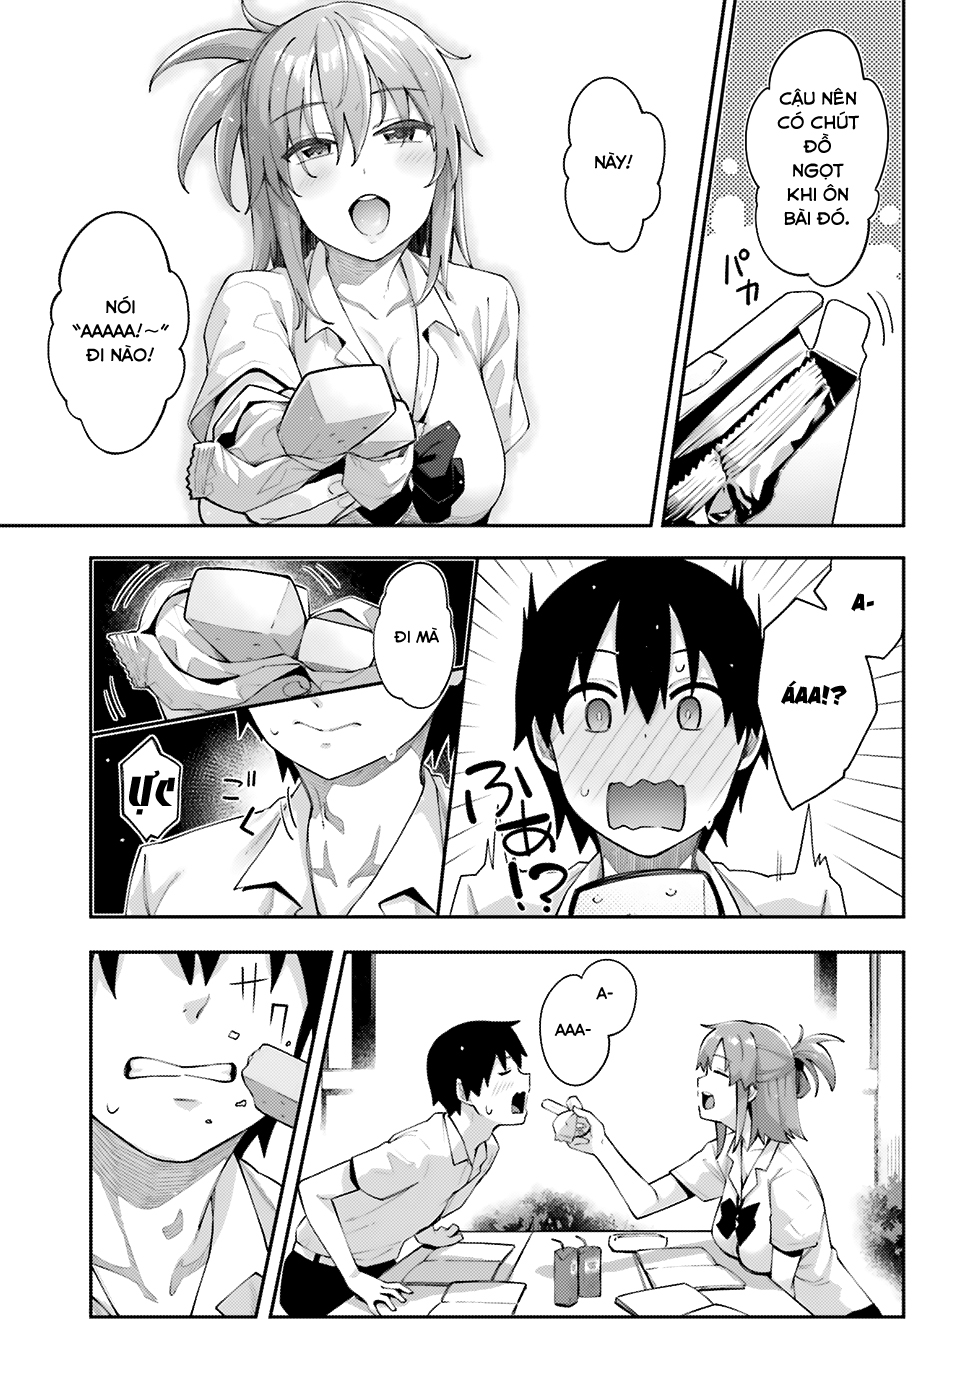 CẬU NÊN
CÓ CHÚT
ĐỒ
NGỌT
KHI ÔN
BÀI ĐÓ.
パカ
NÀY!
NÓI
“AAAAA!~”
ĐI NÀO!
A-
ÁAA!?
ふあ!?
ĐI MÀ
ỰC
A-
AAA-